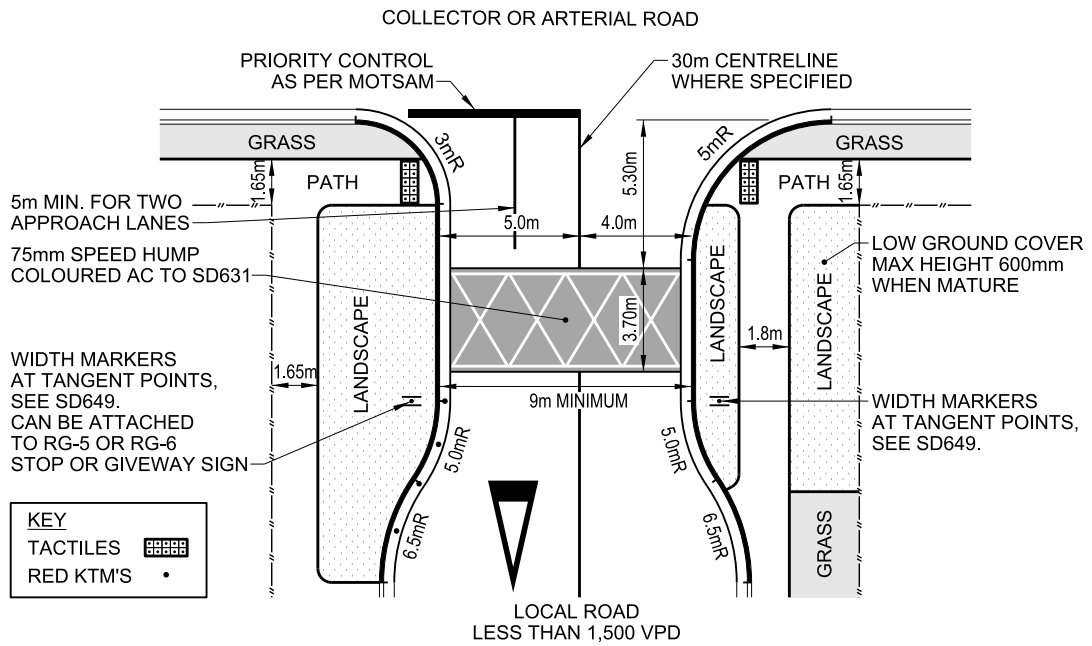 COLLECTOR OR ARTERIAL ROAD
PRIORITY CONTROL
AS PER MOTSAM
30m CENTRELINE
WHERE SPECIFIED
GRASS
3mR
5mR
GRASS
1.65m
PATH
5.30m
PATH
1.65m
5m MIN. FOR TWO
APPROACH LANES
5.0m
4.0m
75mm SPEED HUMP
COLOURED AC TO SD631
LOW GROUND COVER
MAX HEIGHT 600mm
WHEN MATURE
LANDSCAPE
3.70m
LANDSCAPE
1.8m
LANDSCAPE
WIDTH MARKERS
AT TANGENT POINTS,
SEE SD649.
CAN BE ATTACHED
TO RG-5 OR RG-6
STOP OR GIVEWAY SIGN
1.65m
9m MINIMUM
WIDTH MARKERS
AT TANGENT POINTS,
SEE SD649.
5.0mR
5.0mR
6.5mR
6.5mR
GRASS
KEY
TACTILES
RED KTM'S
LOCAL ROAD
LESS THAN 1,500 VPD